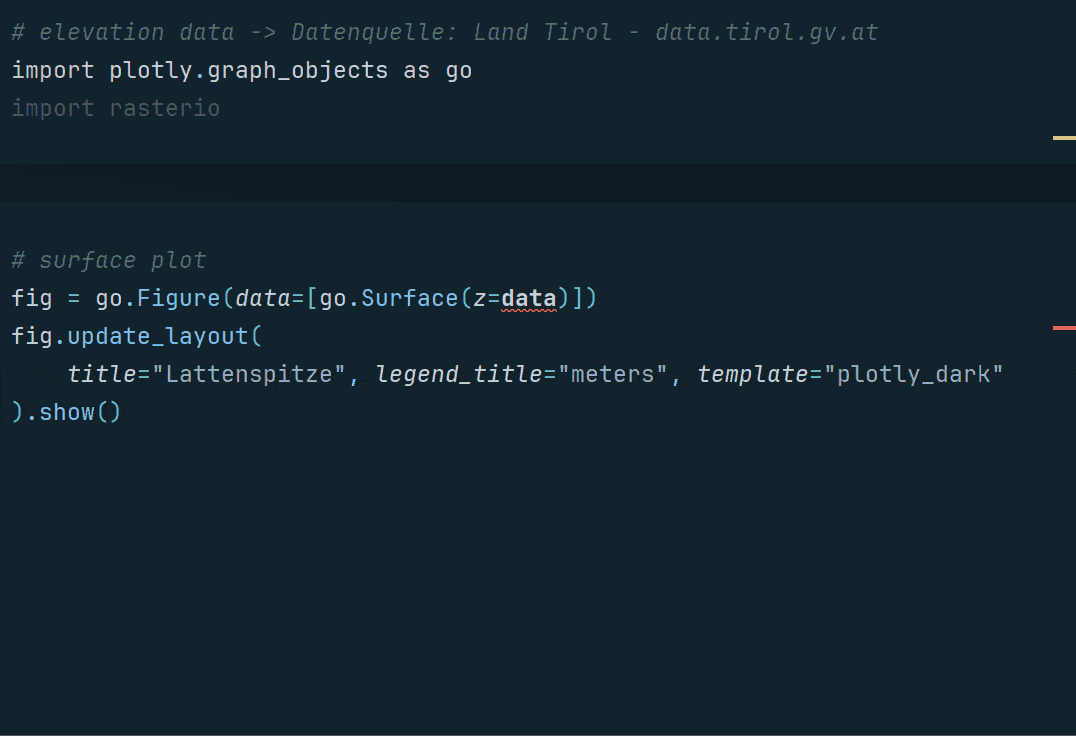 # elevation data -> Datenquelle: Land Tirol - data.tirol.gv.at
import plotly.graph_objects as go
import rasterio
# surface plot
fig = go.Figure(data=[go.Surface(z=data)])
fig.update_layout(
    title="Lattenspitze", legend_title="meters", template="plotly_dark"
).show()